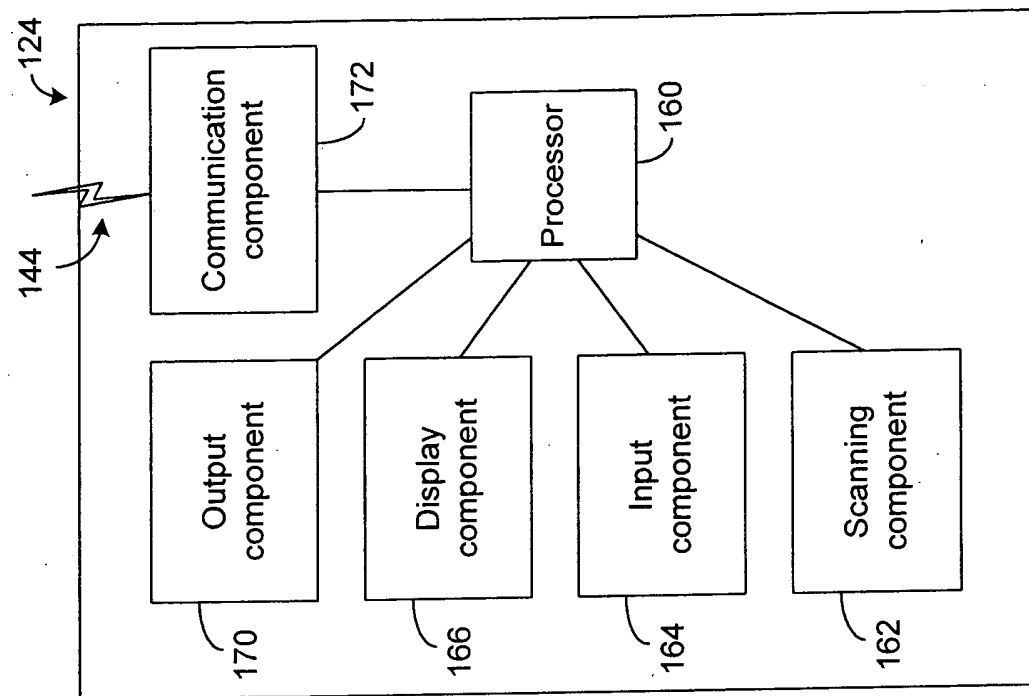 124
144
Communication
component
172
Output
component
170
Display
component
166
Processor
160
Input
component
164
Scanning
component
162